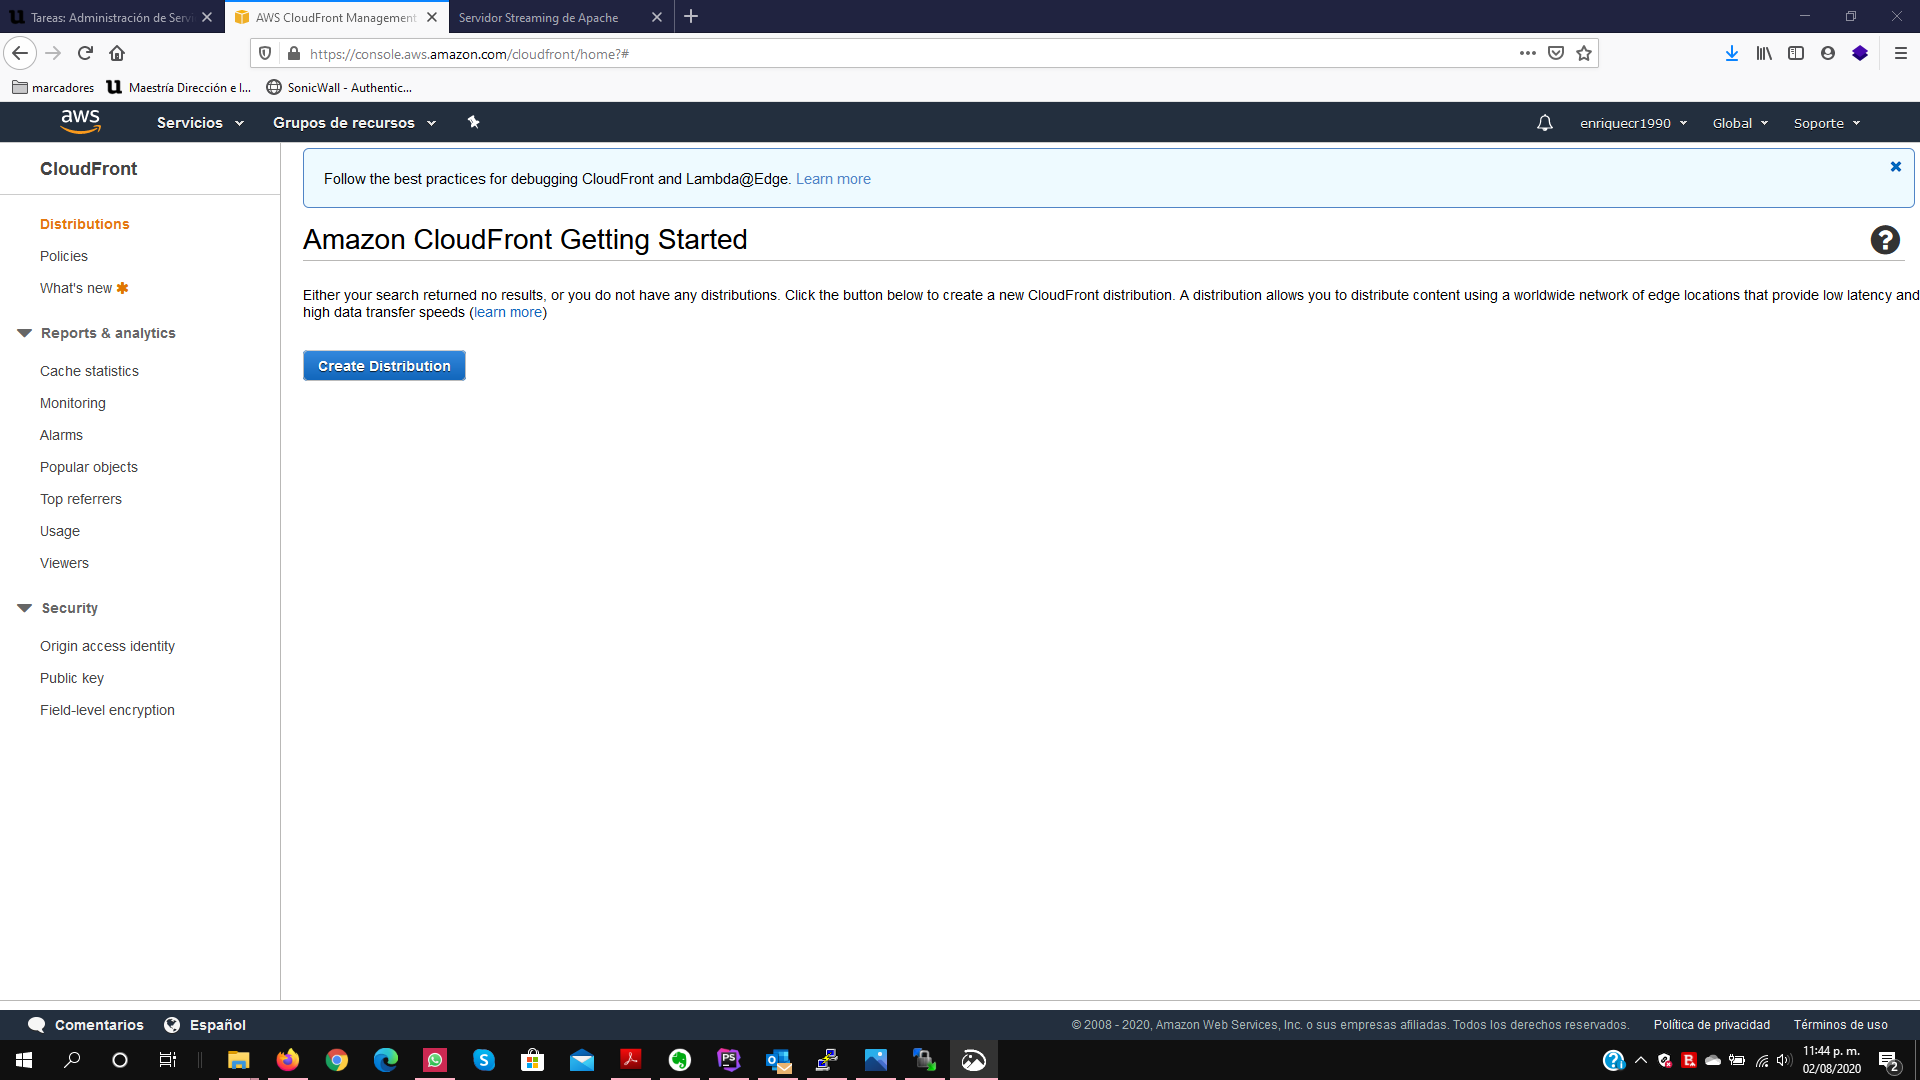 Tareas: Administración de Servi
AWS CloudFront Management
Servidor Streaming de Apache
https://console.aws.amazon.com/cloudfront/home?#
marcadores
Maestría Dirección e I...
SonicWall - Authentic...
aws
Servicios
Grupos de recursos
enriquecr1990
Global
Soporte
CloudFront
Distributions
Policies
What's new
Reports & analytics
Cache statistics
Monitoring
Alarms
Popular objects
Top referrers
Usage
Viewers
Security
Origin access identity
Public key
Field-level encryption
Follow the best practices for debugging CloudFront and Lambda@Edge. Learn more
Amazon CloudFront Getting Started
Either your search returned no results, or you do not have any distributions. Click the button below to create a new CloudFront distribution. A distribution allows you to distribute content using a worldwide network of edge locations that provide low latency and
high data transfer speeds (learn more)
Create Distribution
Comentarios
Español
© 2008 - 2020, Amazon Web Services, Inc. o sus empresas afiliadas. Todos los derechos reservados.
Política de privacidad
Términos de uso
11:44 p. m.
02/08/2020
2